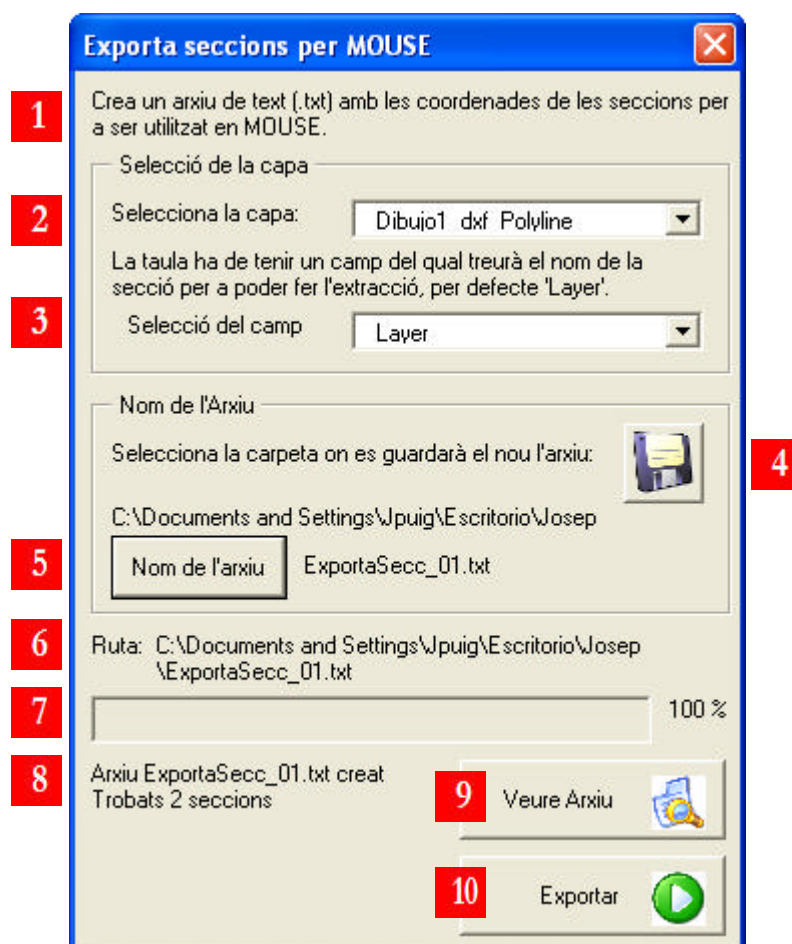 Exporta seccions per MOUSE
1
Crea un arxiu de text (.txt) amb les coordenades de les seccions per
a ser utilitzat en MOUSE.
Selecció de la capa
2
Selecciona la capa:
Dibujo1 dxf Polyline
La taula ha de tenir un camp del qual treurà el nom de la
secció per a poder fer l'extracció, per defecte 'Layer'.
3
Selecció del camp
Layer
Nom de l'Arxiu
Selecciona la carpeta on es guardarà el nou l'arxiu:
4
C:\Documents and Settings\Jpuig\Escritorio\Josep
5
Nom de l'arxiu
ExportaSecc_01.txt
6
Ruta: C:\Documents and Settings\Jpuig\Escritorio\Josep
\ExportaSecc_01.txt
7
100 %
8
Arxiu ExportaSecc_01.txt creat
Trobats 2 seccions
9
Veure Arxiu
10
Exportar